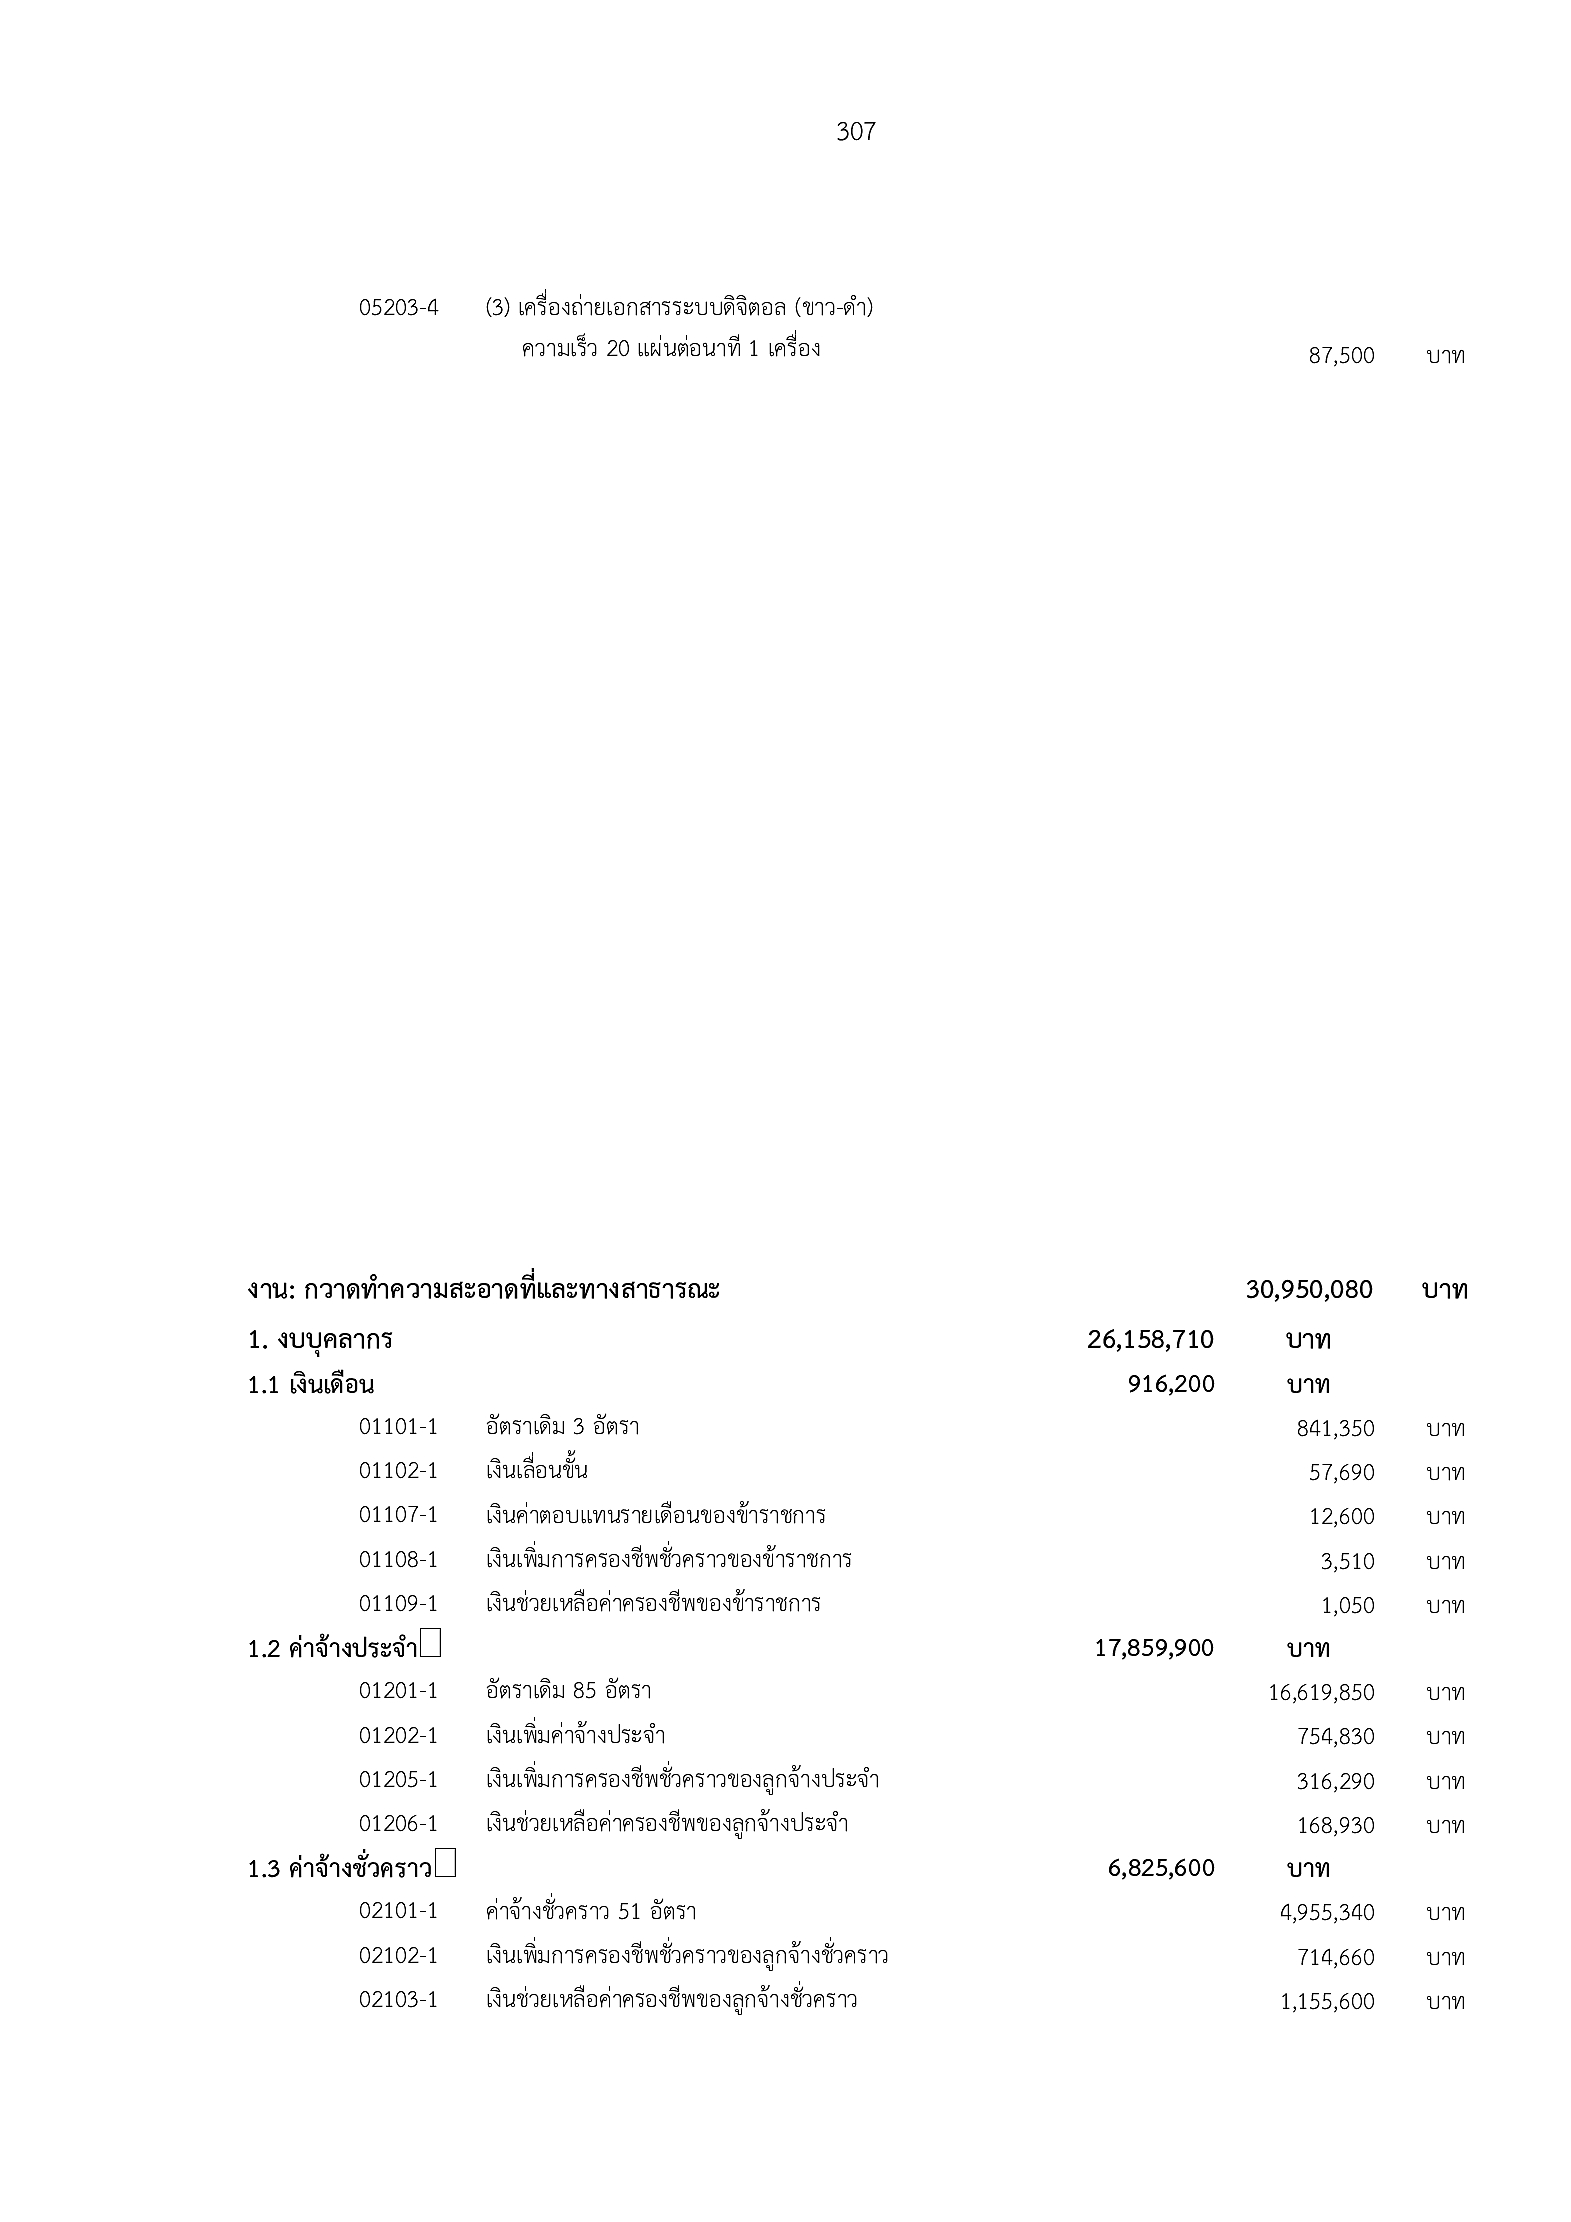 307
05203-4 (3) เครื่องถ่ายเอกสารระบบดิจิตอล (ขาว-ดำ)
ความเร็ว 20 แผ่นต่อนาที 1 เครื่อง 87,500 บาท
งาน: กวาดทำความสะอาดที่และทางสาธารณะ 30,950,080 บาท
1. งบบุคลากร 26,158,710 บาท
1.1 เงินเดือน 916,200 บาท
01101-1 อัตราเดิม 3 อัตรา 841,350 บาท
01102-1 เงินเลื่อนขั้น 57,690 บาท
01107-1 เงินค่าตอบแทนรายเดือนของข้าราชการ 12,600 บาท
01108-1 เงินเพิ่มการครองชีพชั่วคราวของข้าราชการ 3,510 บาท
01109-1 เงินช่วยเหลือค่าครองชีพของข้าราชการ 1,050 บาท
1.2 ค่าจ้างประจำ 17,859,900 บาท
01201-1 อัตราเดิม 85 อัตรา 16,619,850 บาท
01202-1 เงินเพิ่มค่าจ้างประจำ 754,830 บาท
01205-1 เงินเพิ่มการครองชีพชั่วคราวของลูกจ้างประจำ 316,290 บาท
01206-1 เงินช่วยเหลือค่าครองชีพของลูกจ้างประจำ 168,930 บาท
1.3 ค่าจ้างชั่วคราว 6,825,600 บาท
02101-1 ค่าจ้างชั่วคราว 51 อัตรา 4,955,340 บาท
02102-1 เงินเพิ่มการครองชีพชั่วคราวของลูกจ้างชั่วคราว 714,660 บาท
02103-1 เงินช่วยเหลือค่าครองชีพของลูกจ้างชั่วคราว 1,155,600 บาท